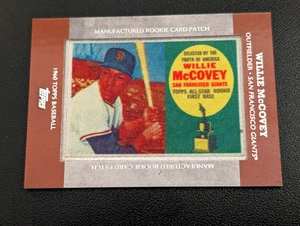 MANUFACTURED ROOKIE CARD PATCH
SELECTED BY THE
YOUTH OF AMERICA
WILLIE
McCOVEY
SAN FRANCISCO GIANTS
TOPPS ALL-STAR ROOKIE
FIRST BASE
WILLIE McCOVEY
OUTFIELDER • SAN FRANCISCO GIANTS®
1960 TOPPS BASEBALL
Topps
MANUFACTURED ROOKIE CARD PATCH